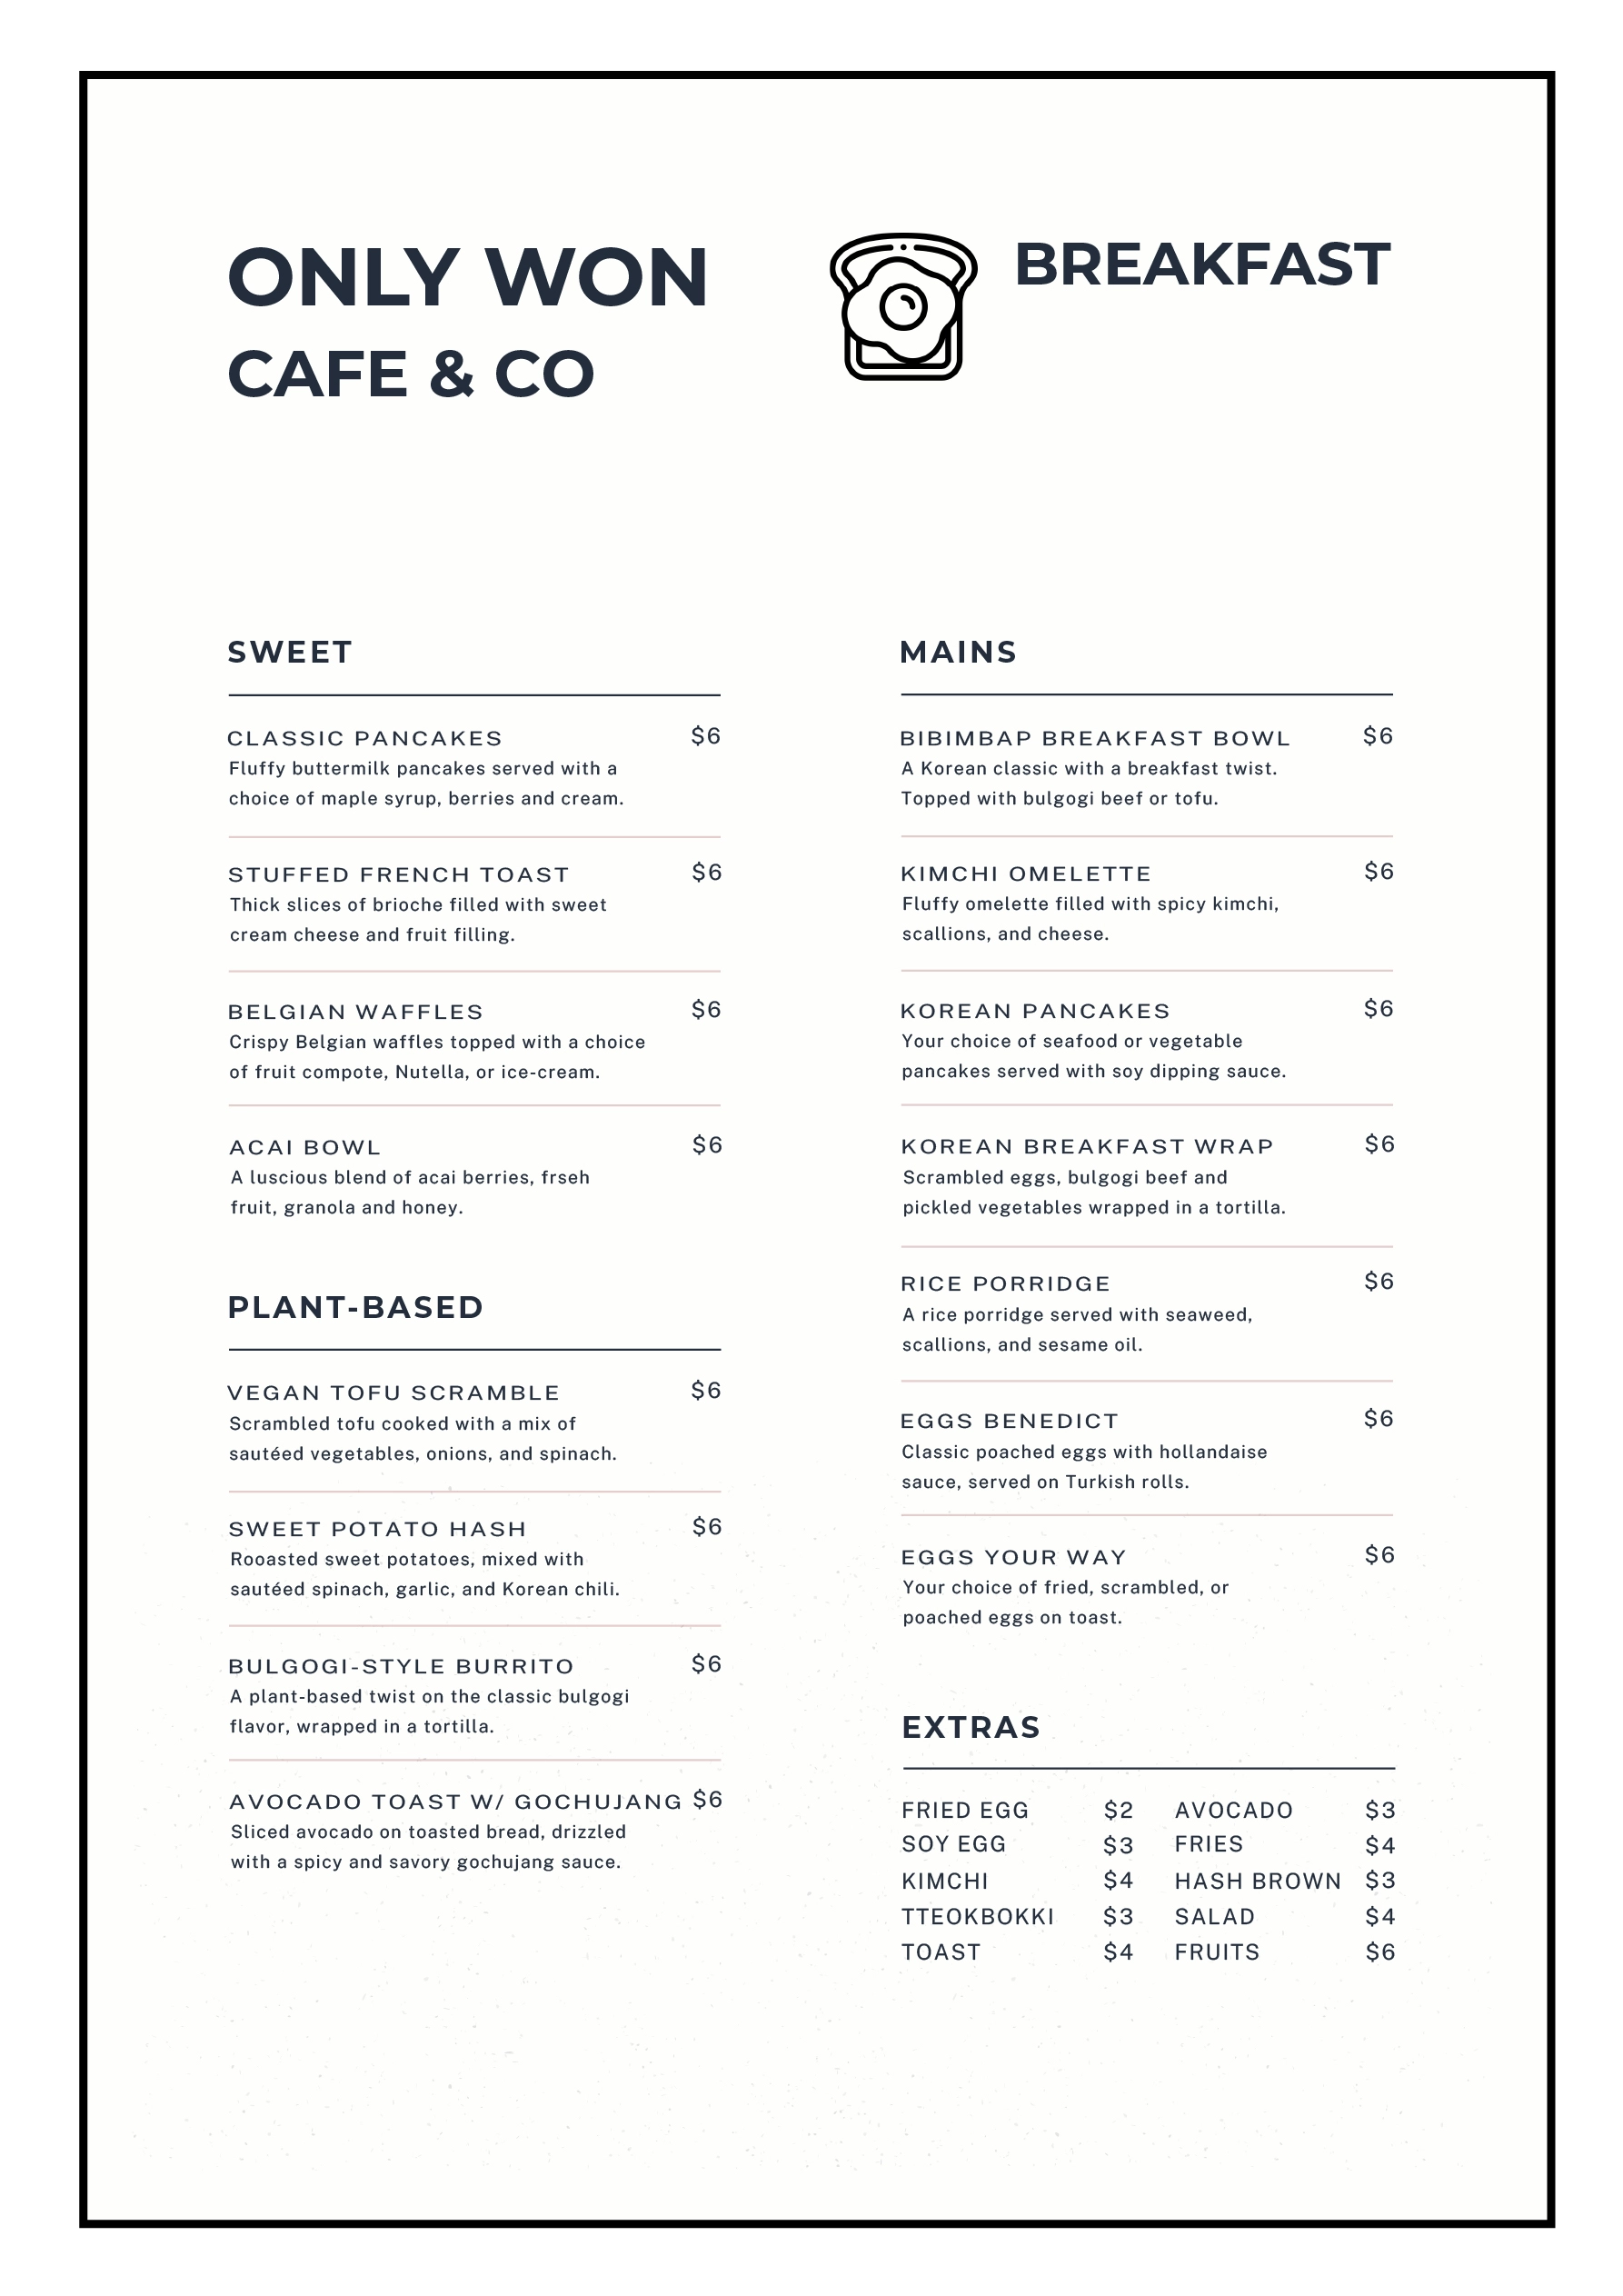 ONLY WON
CAFE & CO
BREAKFAST
SWEET
CLASSIC PANCAKES $6
Fluffy buttermilk pancakes served with a
choice of maple syrup, berries and cream.
STUFFED FRENCH TOAST $6
Thick slices of brioche filled with sweet
cream cheese and fruit filling.
BELGIAN WAFFLES $6
Crispy Belgian waffles topped with a choice
of fruit compote, Nutella, or ice-cream.
ACAI BOWL $6
A luscious blend of acai berries, frseh
fruit, granola and honey.
PLANT-BASED
VEGAN TOFU SCRAMBLE $6
Scrambled tofu cooked with a mix of
sautéed vegetables, onions, and spinach.
SWEET POTATO HASH $6
Rooasted sweet potatoes, mixed with
sautéed spinach, garlic, and Korean chili.
BULGOGI-STYLE BURRITO $6
A plant-based twist on the classic bulgogi
flavor, wrapped in a tortilla.
AVOCADO TOAST W/ GOCHUJANG $6
Sliced avocado on toasted bread, drizzled
with a spicy and savory gochujang sauce.
MAINS
BIBIMBAP BREAKFAST BOWL $6
A Korean classic with a breakfast twist.
Topped with bulgogi beef or tofu.
KIMCHI OMELETTE $6
Fluffy omelette filled with spicy kimchi,
scallions, and cheese.
KOREAN PANCAKES $6
Your choice of seafood or vegetable
pancakes served with soy dipping sauce.
KOREAN BREAKFAST WRAP $6
Scrambled eggs, bulgogi beef and
pickled vegetables wrapped in a tortilla.
RICE PORRIDGE $6
A rice porridge served with seaweed,
scallions, and sesame oil.
EGGS BENEDICT $6
Classic poached eggs with hollandaise
sauce, served on Turkish rolls.
EGGS YOUR WAY $6
Your choice of fried, scrambled, or
poached eggs on toast.
EXTRAS
FRIED EGG $2 AVOCADO $3
SOY EGG $3 FRIES $4
KIMCHI $4 HASH BROWN $3
TTEOKBOKKI $3 SALAD $4
TOAST $4 FRUITS $6